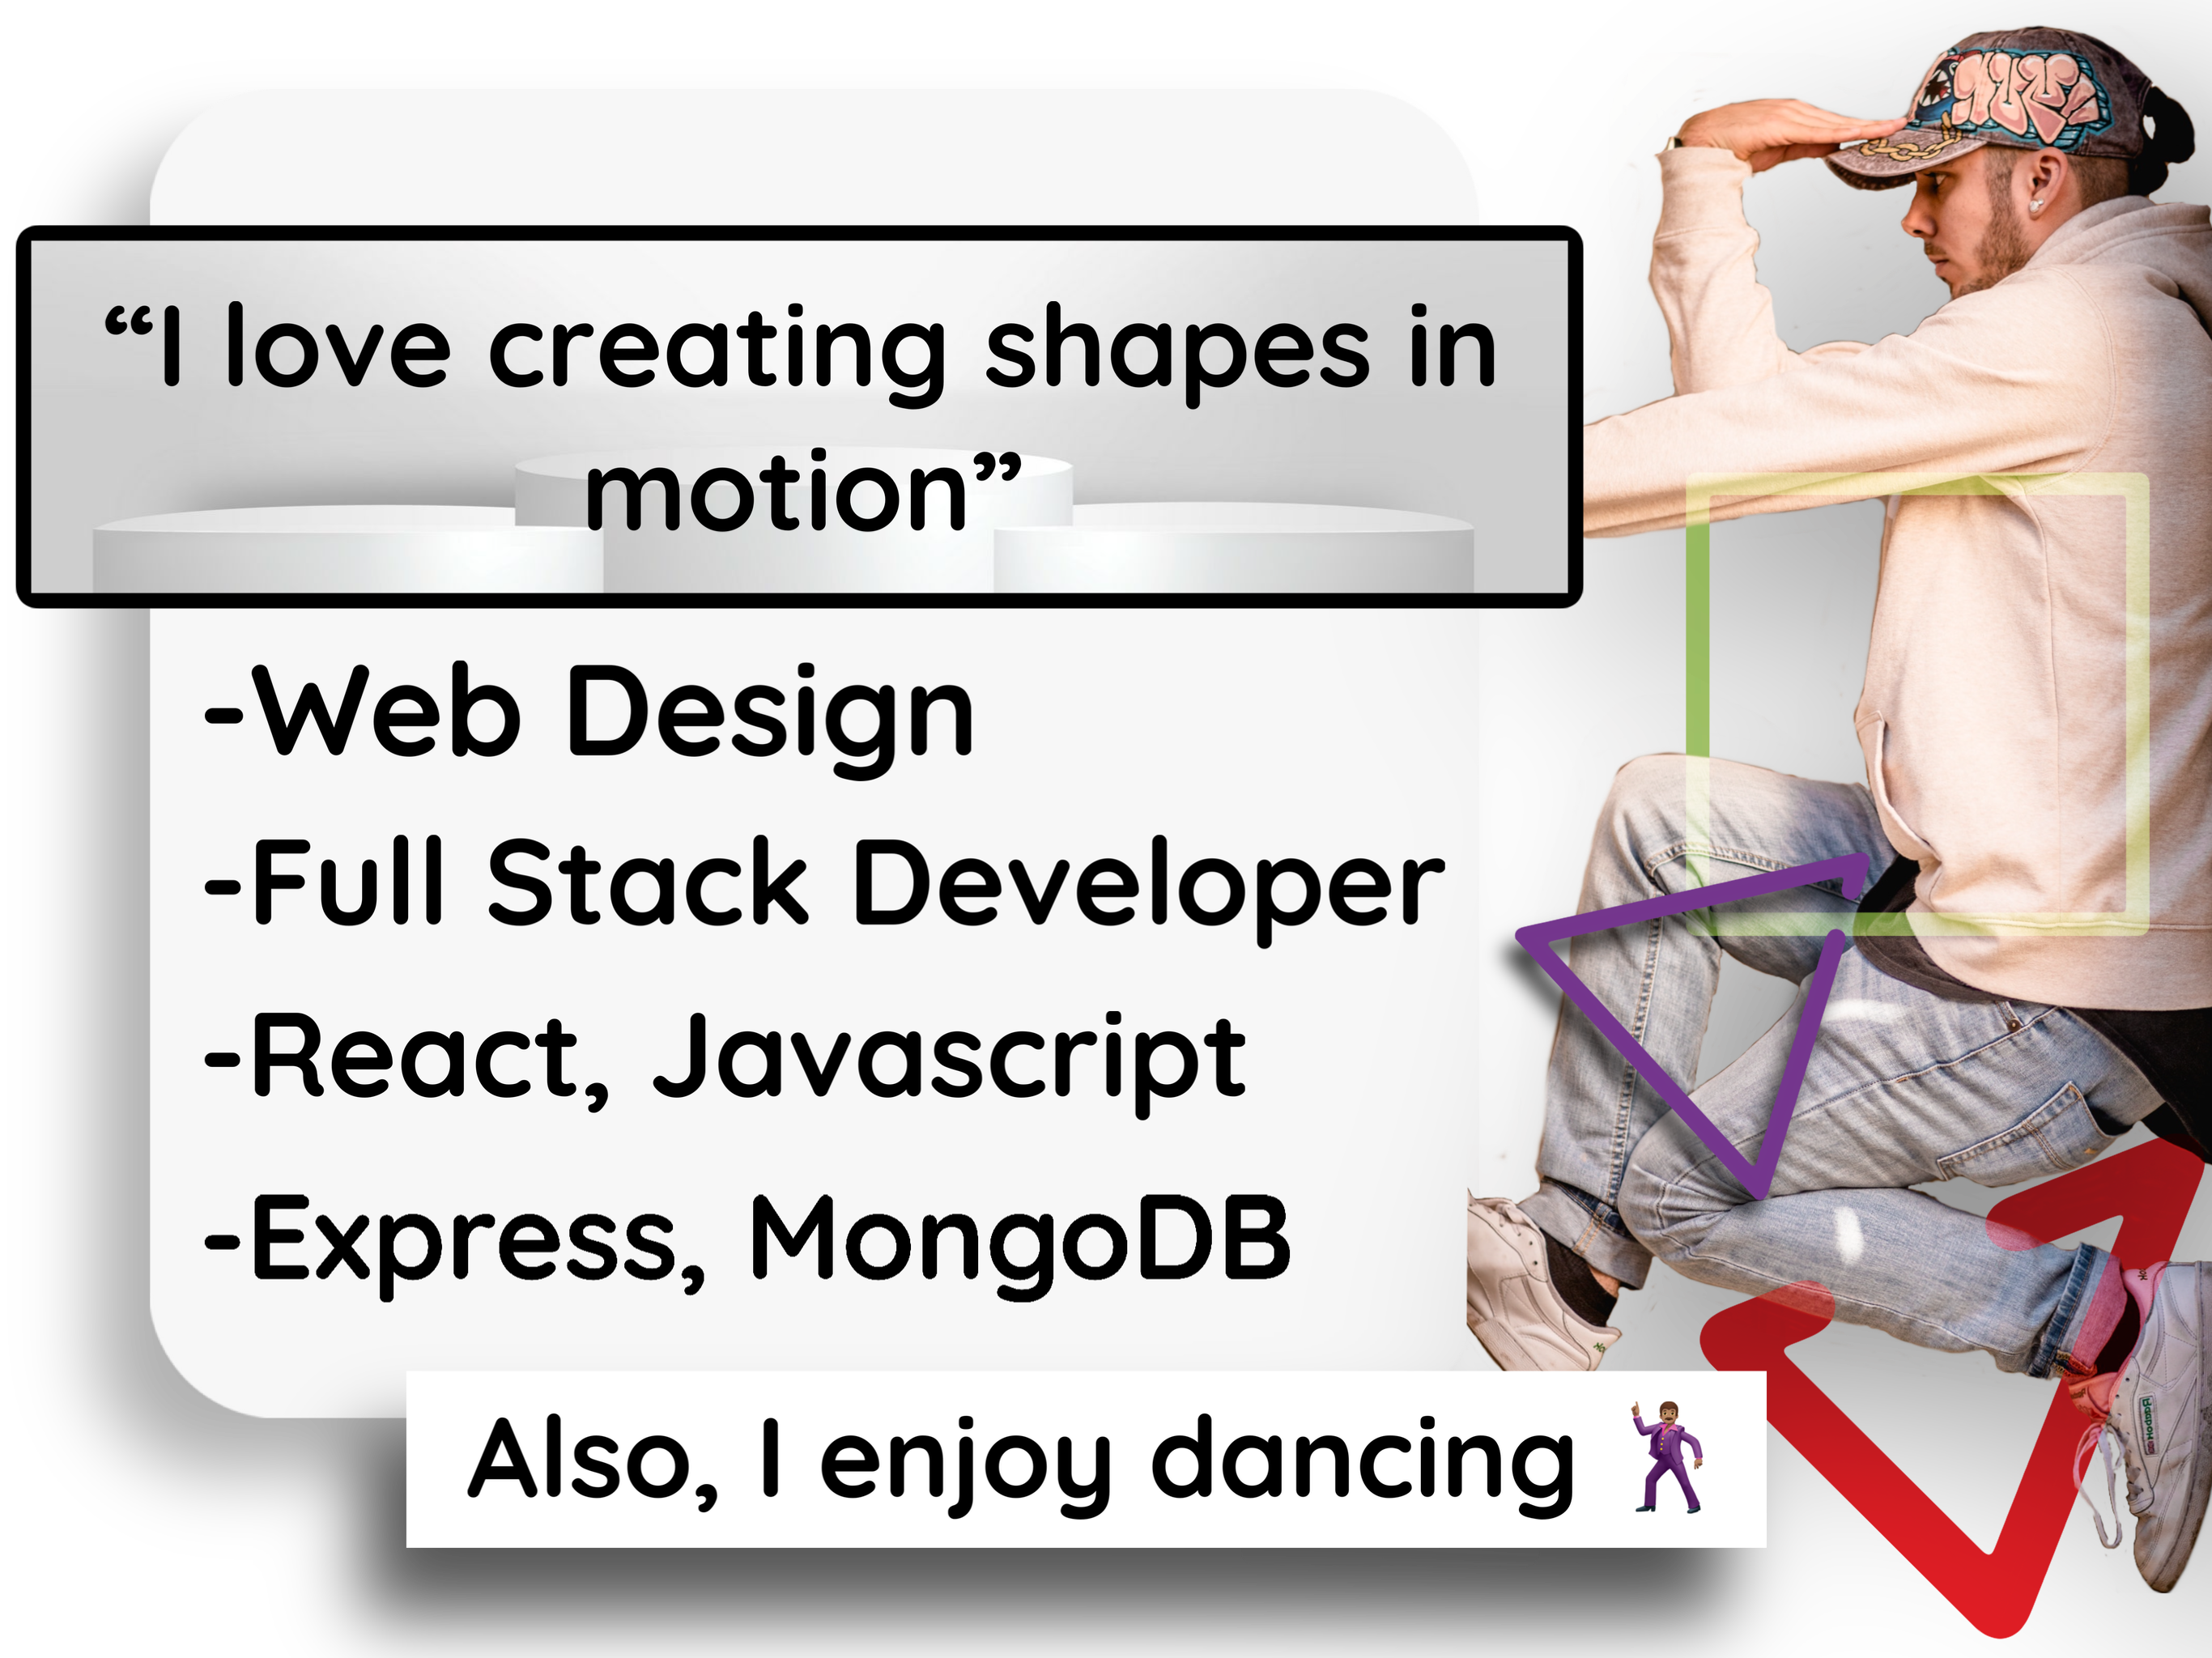 “I love creating shapes in
motion”
-Web Design
-Full Stack Developer
-React, Javascript
-Express, MongoDB
Also, I enjoy dancing 🕺🏽